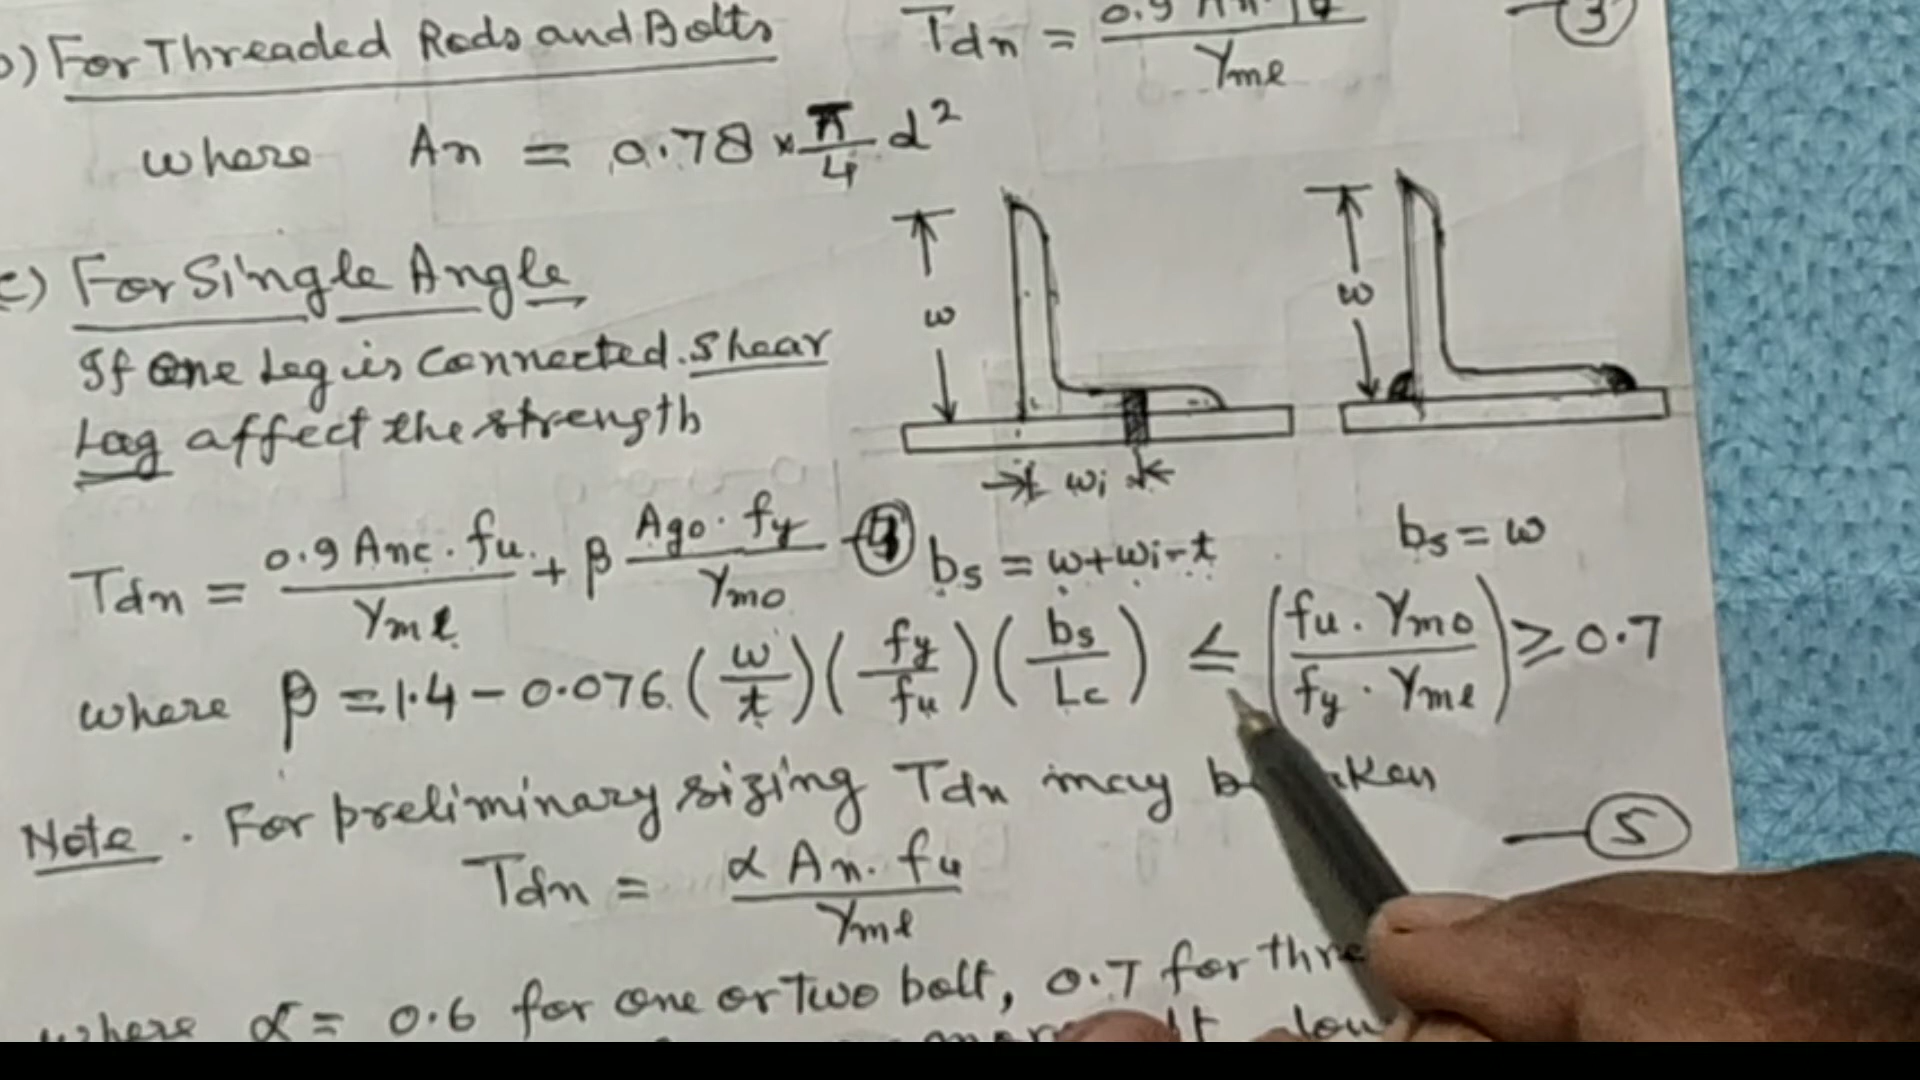 b) For Threaded Rods and Bolts
Tdn = 0.9 An. fu / γml — 3
where An = 0.78 × π/4 d²
c) For Single Angle
If one Leg is Connected. Shear
Lag affect the strength
w
wi
w
Tdn = 0.9 Anc. fu / γml + β Ago. fy / γmo — 4
bs = w+wi-t
bs = w
where β = 1.4 - 0.076 (w/t) (fy/fu) (bs/Lc) ≤ (fu. γmo / fy. γml) ≥ 0.7
Note. For preliminary sizing Tdn may
Tdn = α An. fu / γml — 5
where α = 0.6 for one or two bolt, 0.7 for